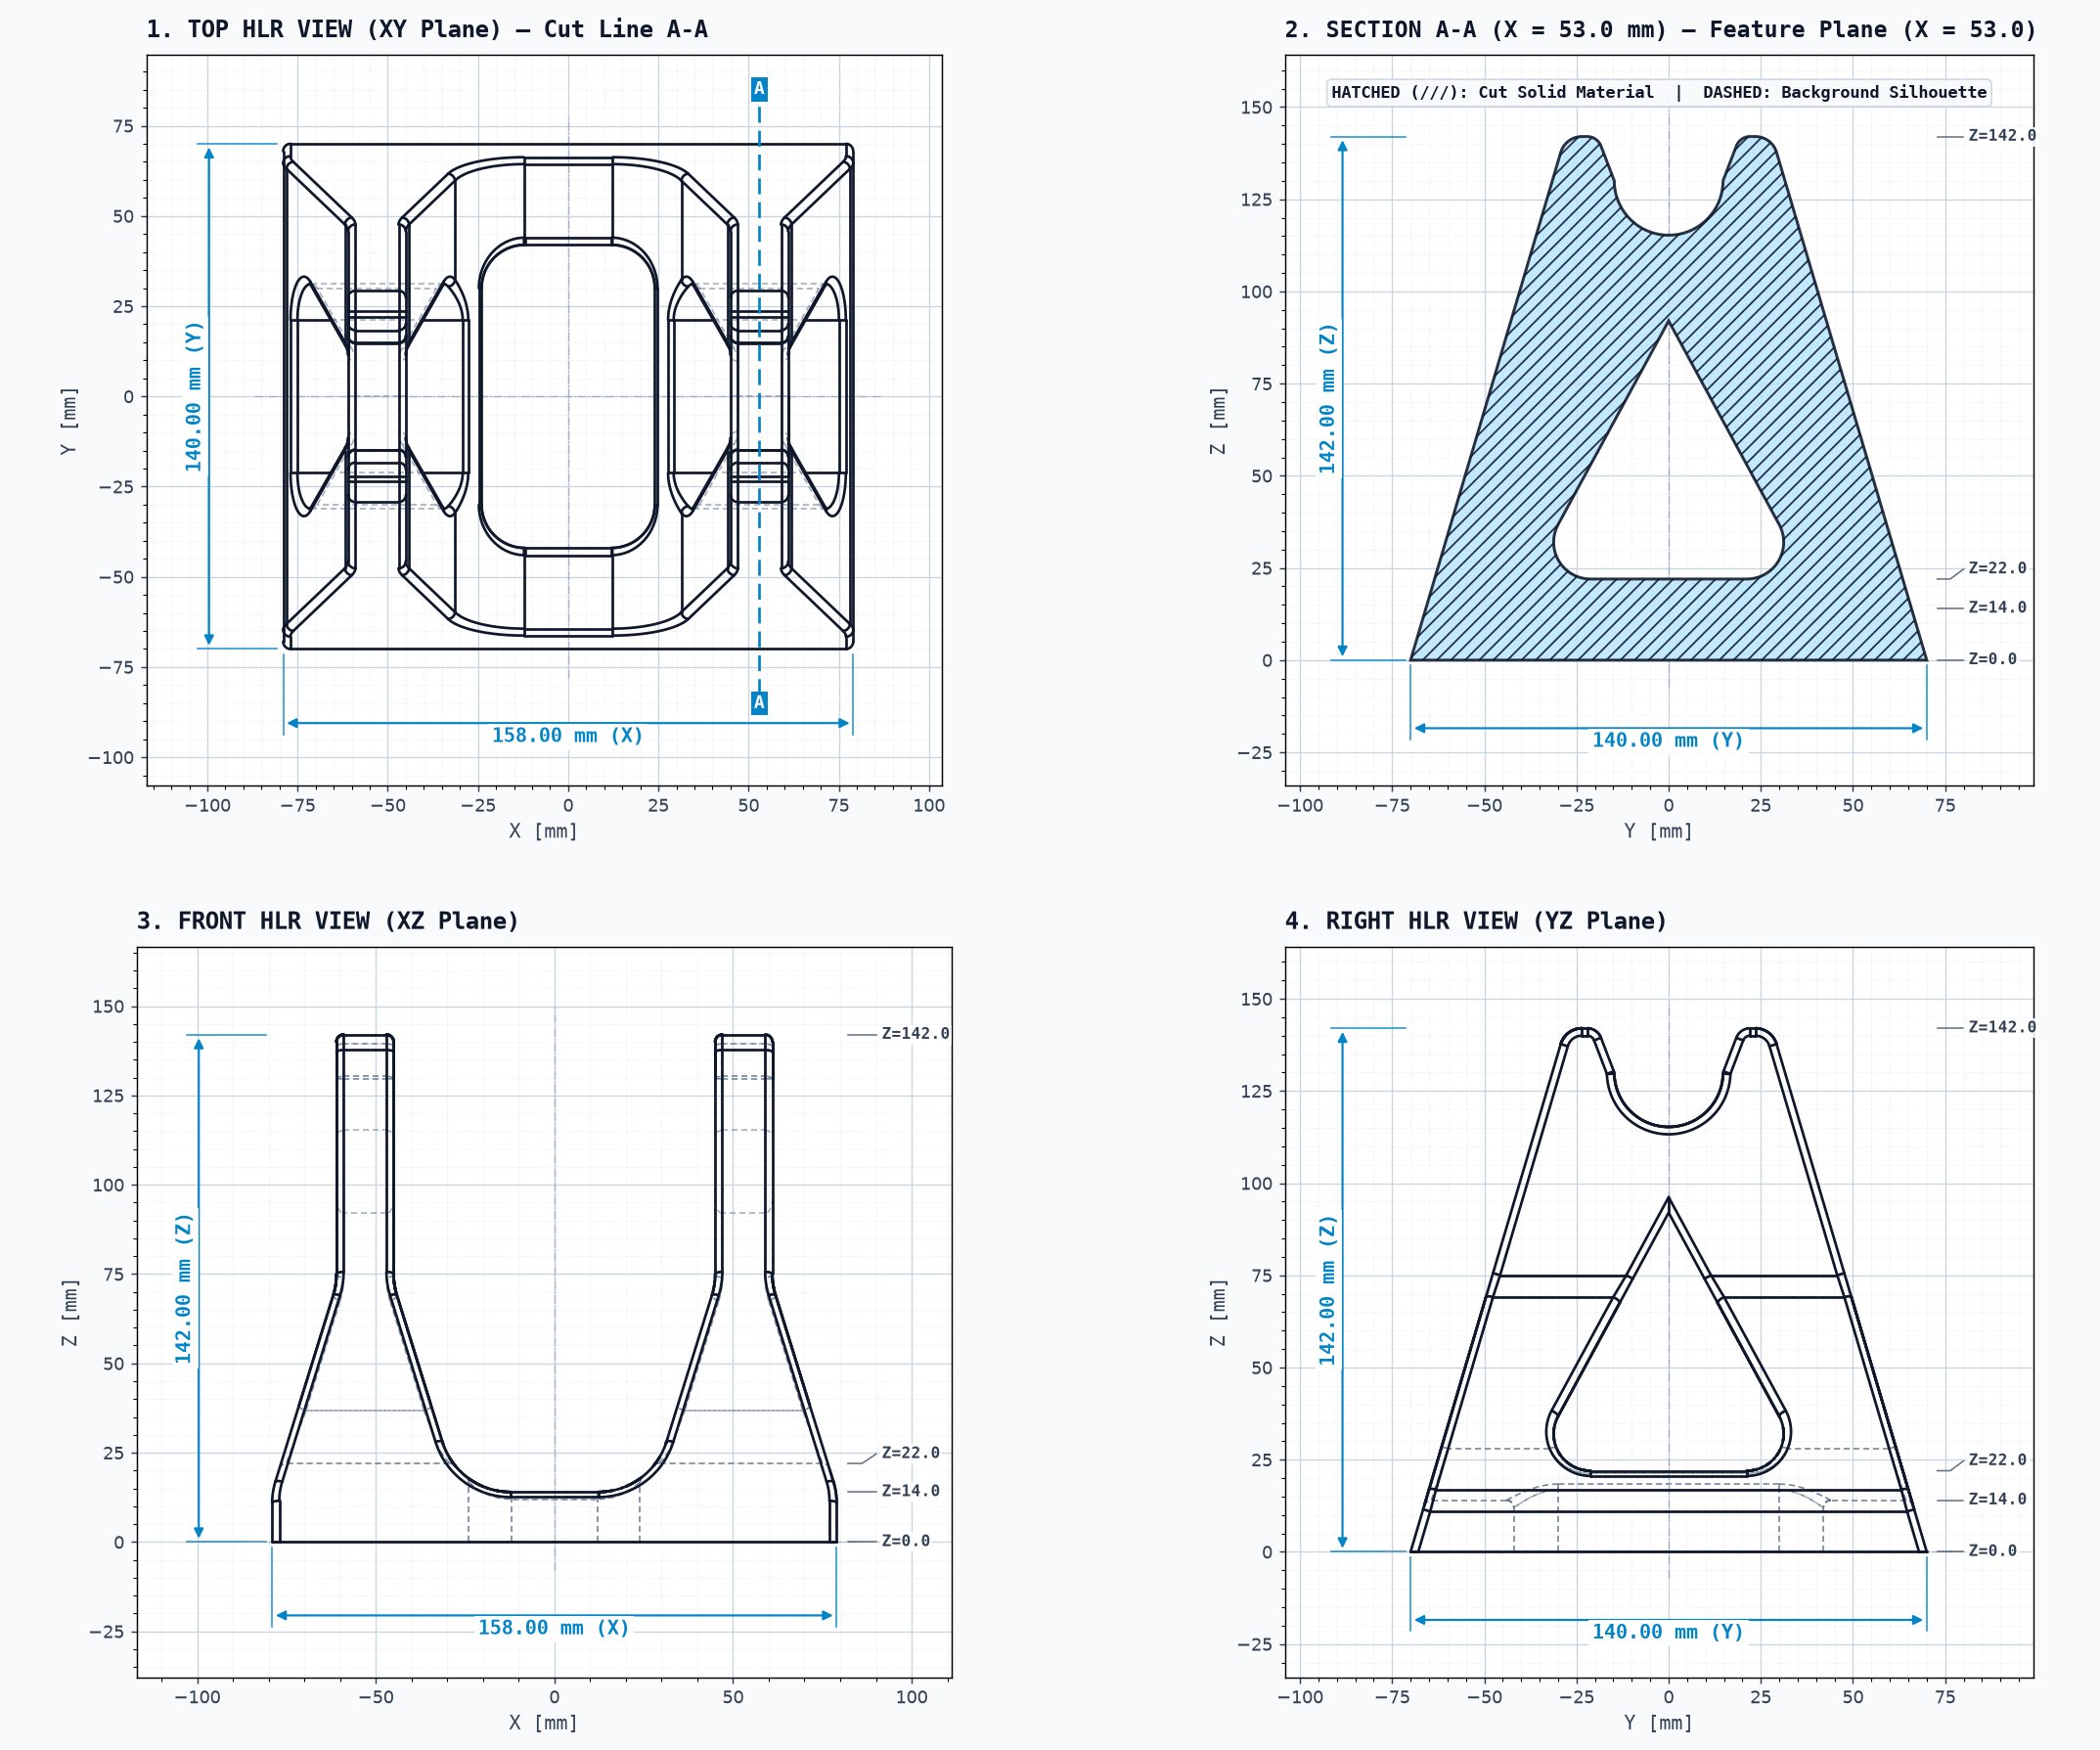 1. TOP HLR VIEW (XY Plane) — Cut Line A-A
A
75
50
25
0
−25
−50
−75
−100
Y [mm]
140.00 mm (Y)
A
158.00 mm (X)
−100
−75
−50
−25
0
25
50
75
100
X [mm]
2. SECTION A-A (X = 53.0 mm) — Feature Plane (X = 53.0)
HATCHED (///): Cut Solid Material | DASHED: Background Silhouette
150
125
100
75
50
25
0
−25
Z [mm]
142.00 mm (Z)
Z=142.0
Z=22.0
Z=14.0
Z=0.0
140.00 mm (Y)
−100
−75
−50
−25
0
25
50
75
Y [mm]
3. FRONT HLR VIEW (XZ Plane)
150
125
100
75
50
25
0
−25
Z [mm]
142.00 mm (Z)
Z=142.0
Z=22.0
Z=14.0
Z=0.0
158.00 mm (X)
−100
−50
0
50
100
X [mm]
4. RIGHT HLR VIEW (YZ Plane)
150
125
100
75
50
25
0
−25
Z [mm]
142.00 mm (Z)
Z=142.0
Z=22.0
Z=14.0
Z=0.0
140.00 mm (Y)
−100
−75
−50
−25
0
25
50
75
Y [mm]